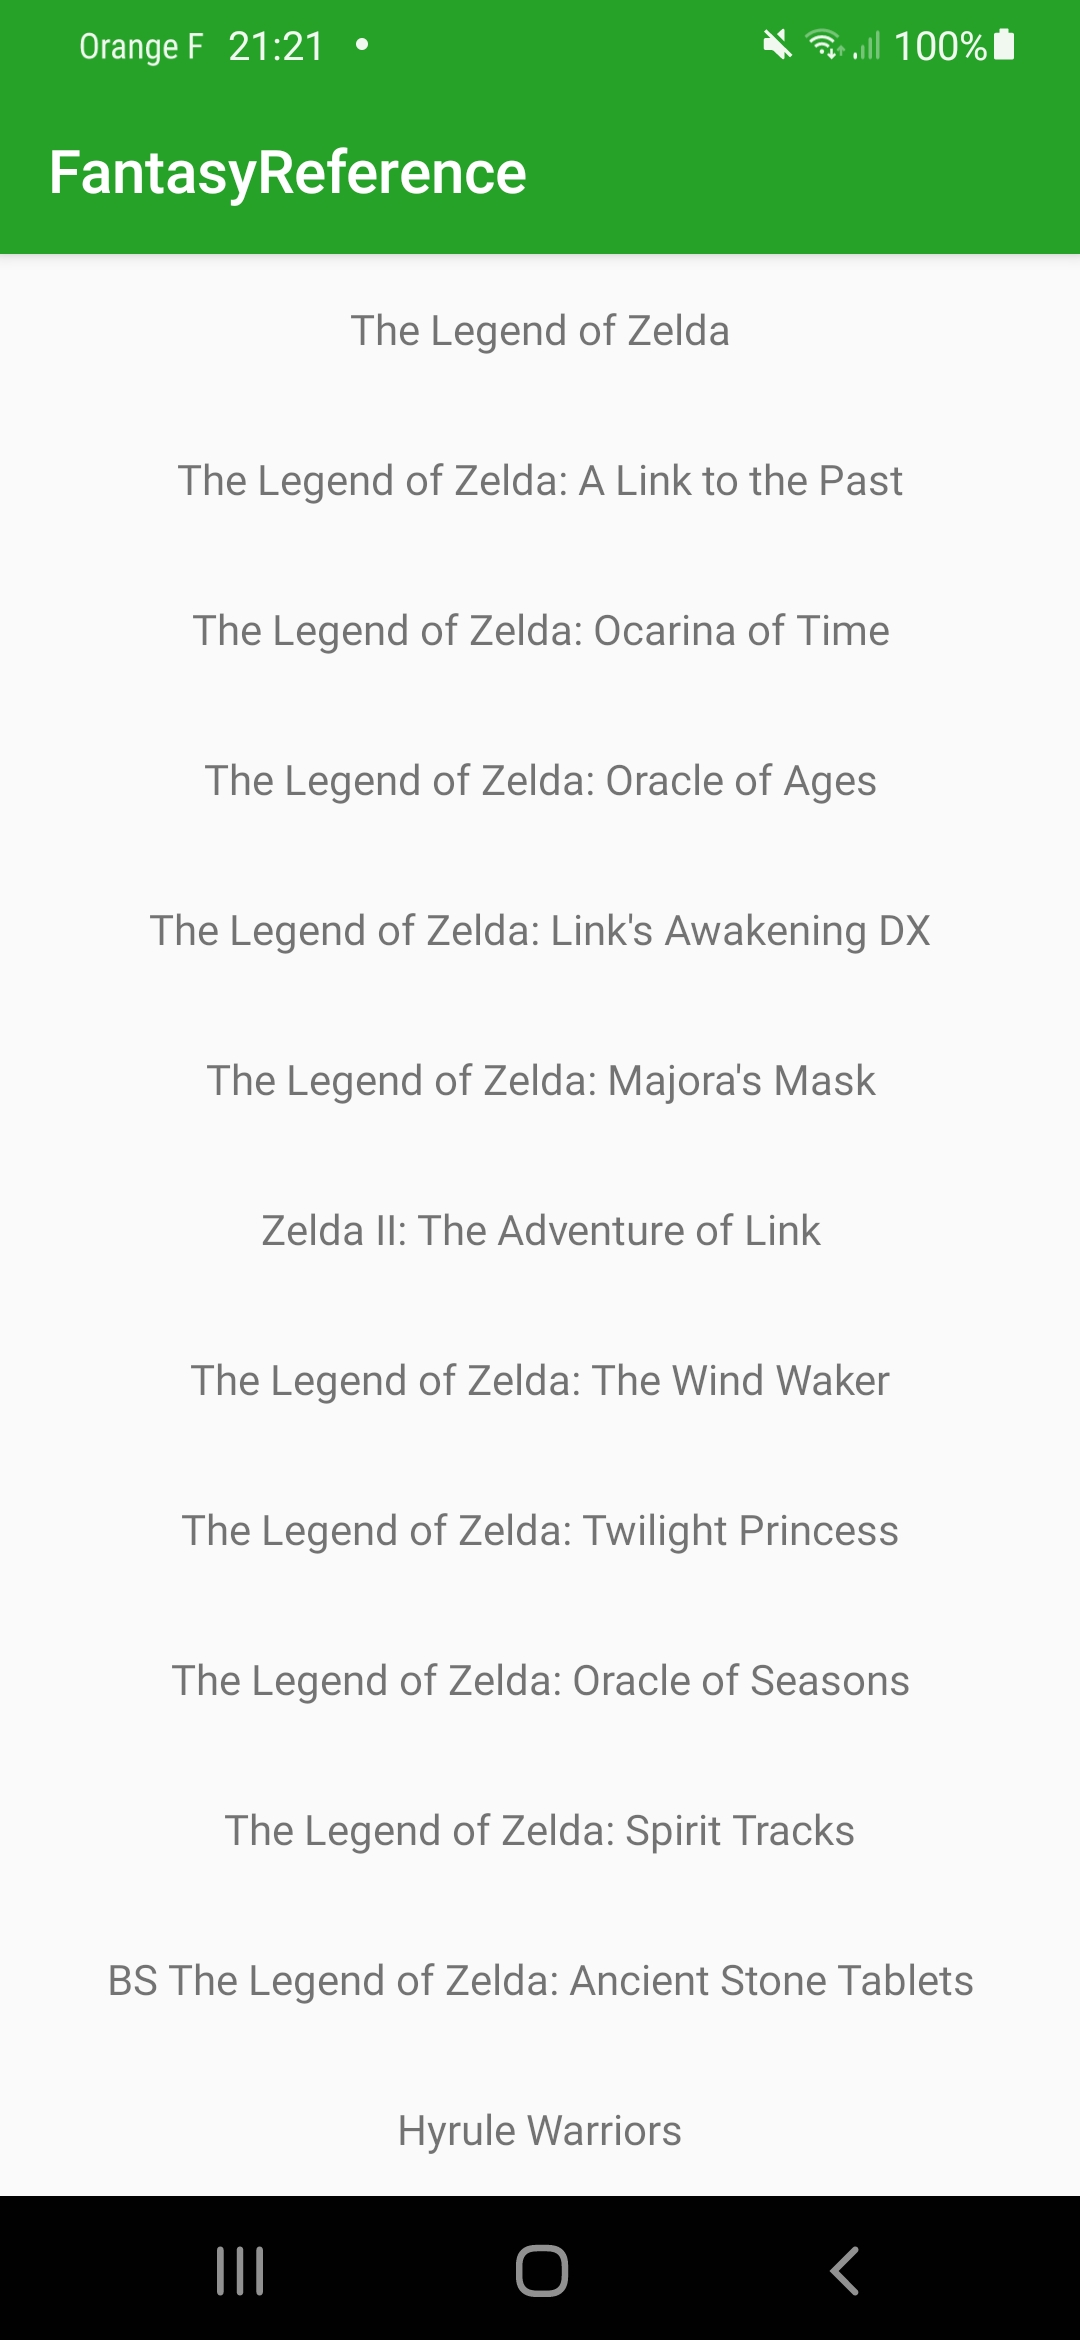 Orange F 21:21 • 100%
FantasyReference
The Legend of Zelda
The Legend of Zelda: A Link to the Past
The Legend of Zelda: Ocarina of Time
The Legend of Zelda: Oracle of Ages
The Legend of Zelda: Link's Awakening DX
The Legend of Zelda: Majora's Mask
Zelda II: The Adventure of Link
The Legend of Zelda: The Wind Waker
The Legend of Zelda: Twilight Princess
The Legend of Zelda: Oracle of Seasons
The Legend of Zelda: Spirit Tracks
BS The Legend of Zelda: Ancient Stone Tablets
Hyrule Warriors